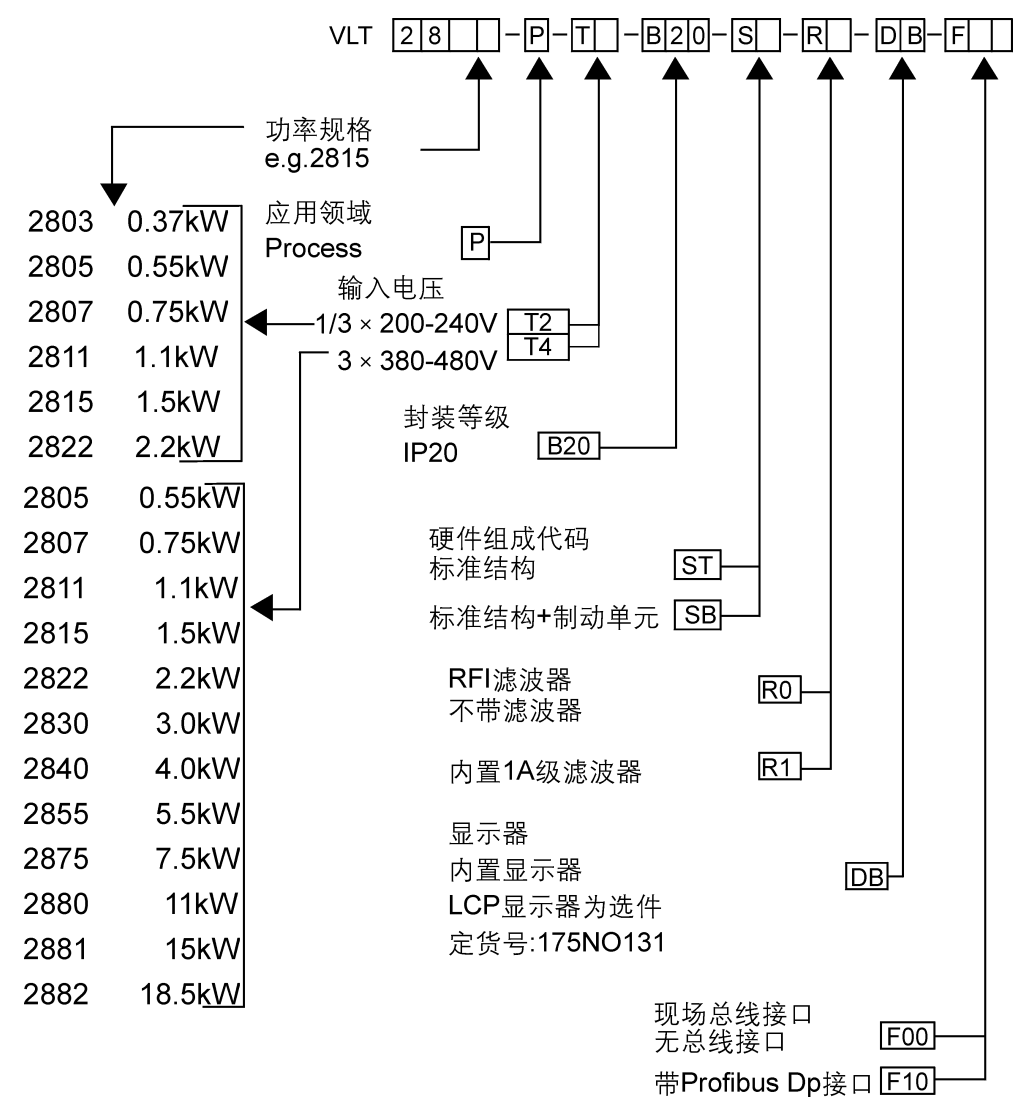 VLT 28 -P-T -B20-S -R -DB-F
功率规格
e.g.2815
2803 0.37kW
2805 0.55kW
2807 0.75kW
2811 1.1kW
2815 1.5kW
2822 2.2kW
应用领域
Process P
输入电压
1/3 × 200-240V T2
3 × 380-480V T4
封装等级
IP20 B20
2805 0.55kW
2807 0.75kW
2811 1.1kW
2815 1.5kW
2822 2.2kW
2830 3.0kW
2840 4.0kW
2855 5.5kW
2875 7.5kW
2880 11kW
2881 15kW
2882 18.5kW
硬件组成代码
标准结构 ST
标准结构+制动单元 SB
RFI滤波器
不带滤波器 R0
内置1A级滤波器 R1
显示器
内置显示器 DB
LCP显示器为选件
定货号:175NO131
现场总线接口
无总线接口 F00
带Profibus Dp接口 F10